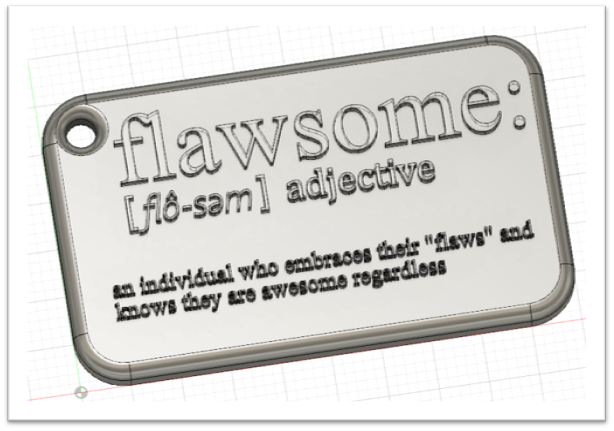 flawsome:
[flô-səm] adjective
an individual who embraces their "flaws" and
knows they are awesome regardless